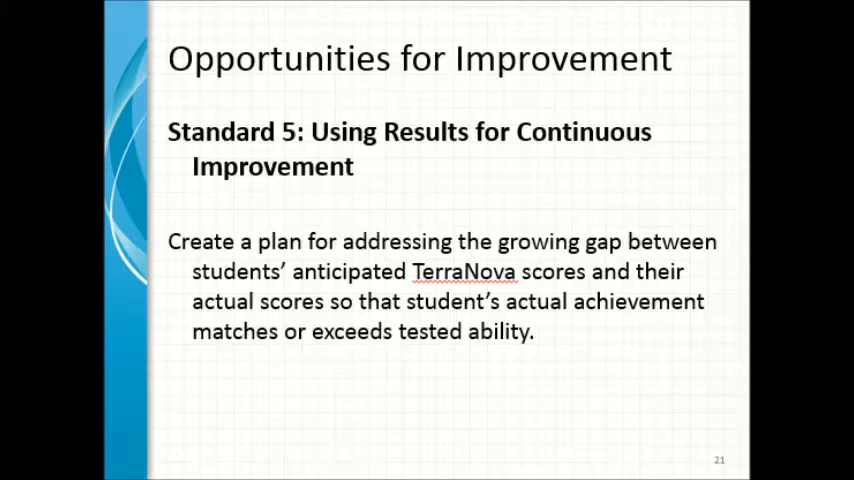 Opportunities for Improvement
Standard 5: Using Results for Continuous
Improvement
Create a plan for addressing the growing gap between
students’ anticipated TerraNova scores and their
actual scores so that student’s actual achievement
matches or exceeds tested ability.
21